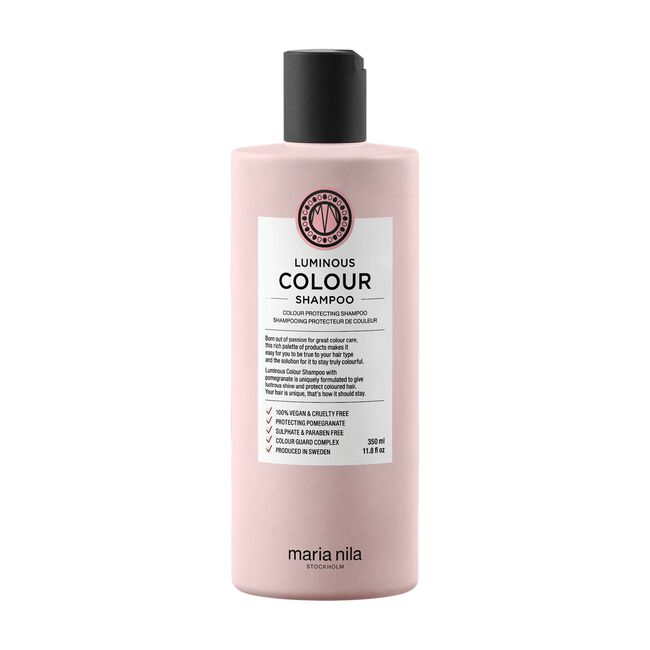 MN
LUMINOUS
COLOUR
SHAMPOO
COLOUR PROTECTING SHAMPOO
SHAMPOOING PROTECTEUR DE COULEUR
Born out of passion for great colour care,
this rich palette of products makes it
easy for you to be true to your hair type
and the solution for it to stay truly colourful.
Luminous Colour Shampoo with
pomegranate is uniquely formulated to give
lustrous shine and protect coloured hair.
Your hair is unique, that's how it should stay.
100% VEGAN & CRUELTY FREE
PROTECTING POMEGRANATE
SULPHATE & PARABEN FREE
COLOUR GUARD COMPLEX
PRODUCED IN SWEDEN
350 ml
11.8 fl oz
maria nila
STOCKHOLM